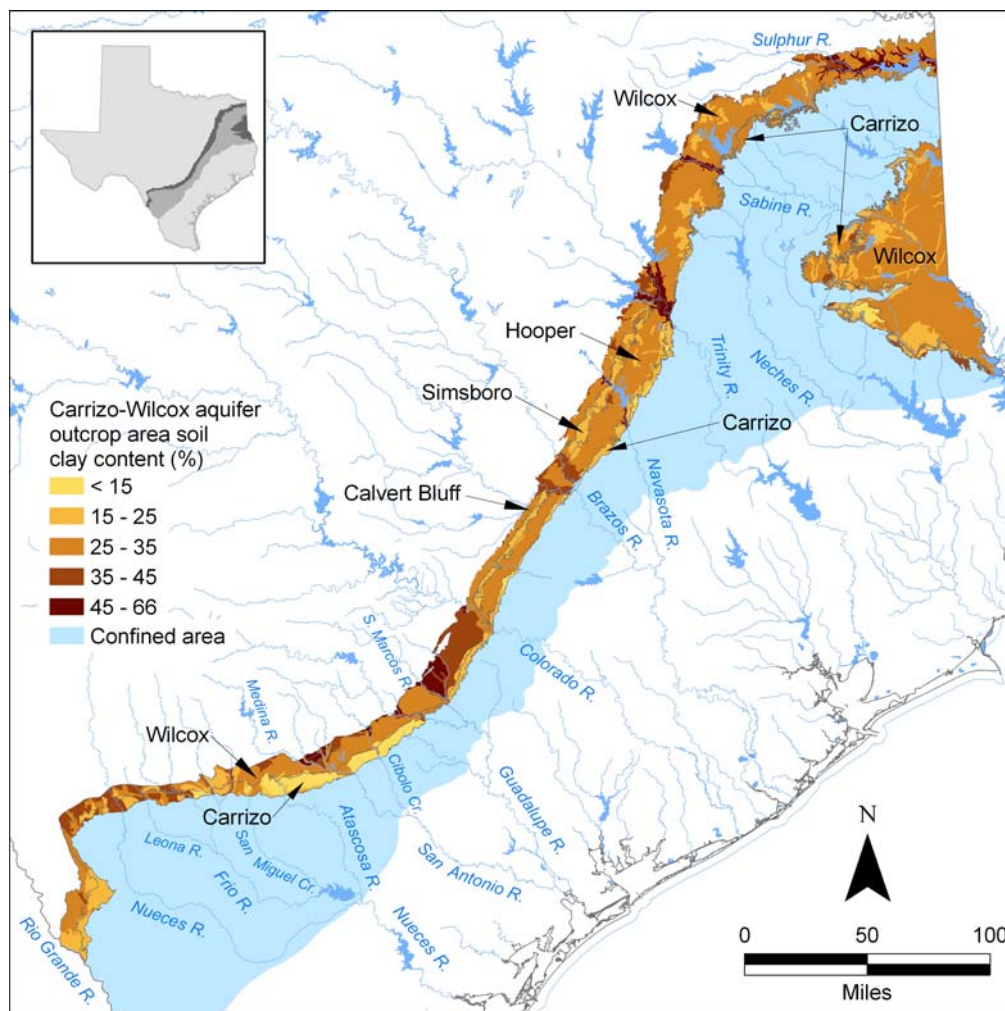 Sulphur R.
Wilcox
Carrizo
Sabine R.
Wilcox
Hooper
Trinity R.
Neches R.
Simsboro
Carrizo
Carrizo-Wilcox aquifer
outcrop area soil
clay content (%)
< 15
15 - 25
25 - 35
35 - 45
45 - 66
Confined area
Calvert Bluff
Navasota R.
Brazos R.
S. Marcos R.
Colorado R.
Medina R.
Wilcox
Cibolo Cr.
Guadalupe R.
Carrizo
Atascosa R.
Leona R.
San Miguel Cr.
San Antonio R.
Frio R.
Nueces R.
Nueces R.
Rio Grande R.
N
0 50 100
Miles